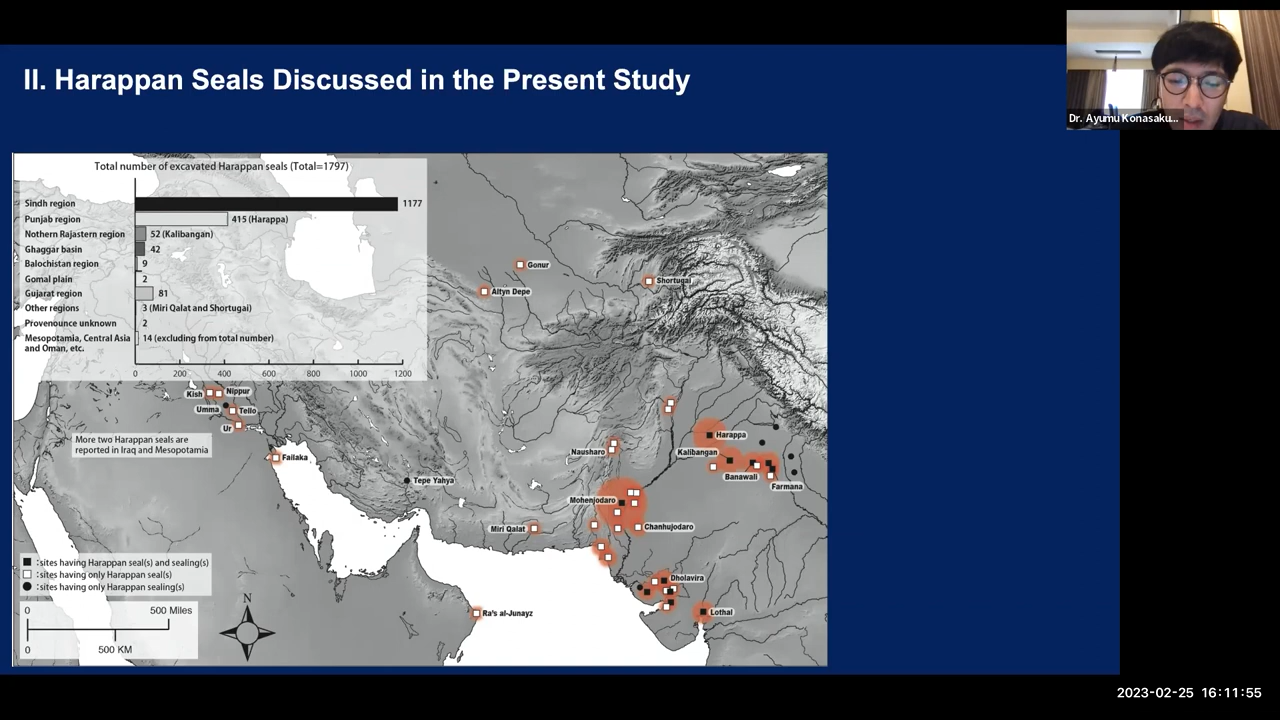 II. Harappan Seals Discussed in the Present Study
Dr. Ayumu Konasaku...
Total number of excavated Harappan seals (Total=1797)
Sindh region 1177
Punjab region 415 (Harappa)
Nothern Rajastern region 52 (Kalibangan)
Ghaggar basin 42
Balochistan region 9
Gomal plain 2
Gujarat region 81
Other regions 3 (Miri Qalat and Shortugai)
Provenounce unknown 2
Mesopotamia, Central Asia 14 (excluding from total number)
and Oman, etc.
0 200 400 600 800 1000 1200
Gonur
Shortugai
Altyn Depe
Kish
Nippur
Umma
Tello
Ur
More two Harappan seals are
reported in Iraq and Mesopotamia
Failaka
Tepe Yahya
Nausharo
Harappa
Kalibangan
Banawali
Farmana
Mohenjodaro
Miri Qalat
Chanhujodaro
Dholavira
Lothal
Ra's al-Junayz
:sites having Harappan seal(s) and sealing(s)
:sites having only Harappan seal(s)
:sites having only Harappan sealing(s)
0 500 Miles
0 500 KM
N
2023-02-25 16:11:55